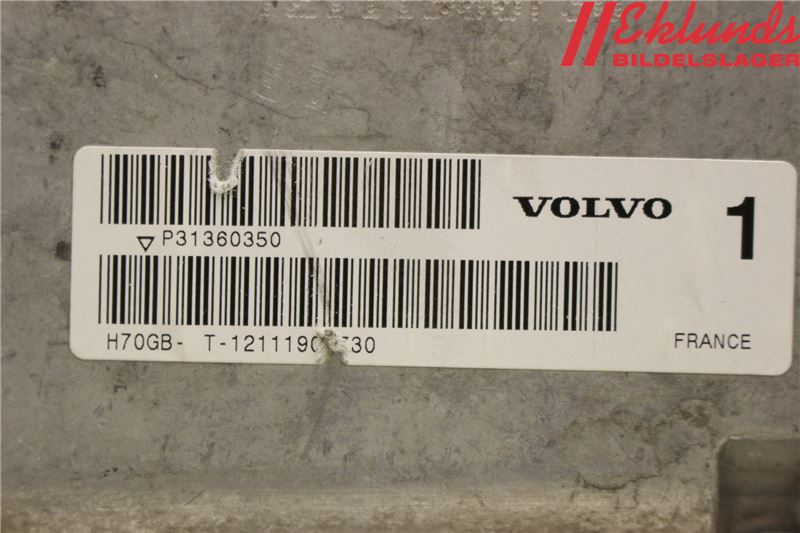 Eklunds
BILDELSLAGER
VOLVO 1
▽P31360350
H70GB-
FRANCE